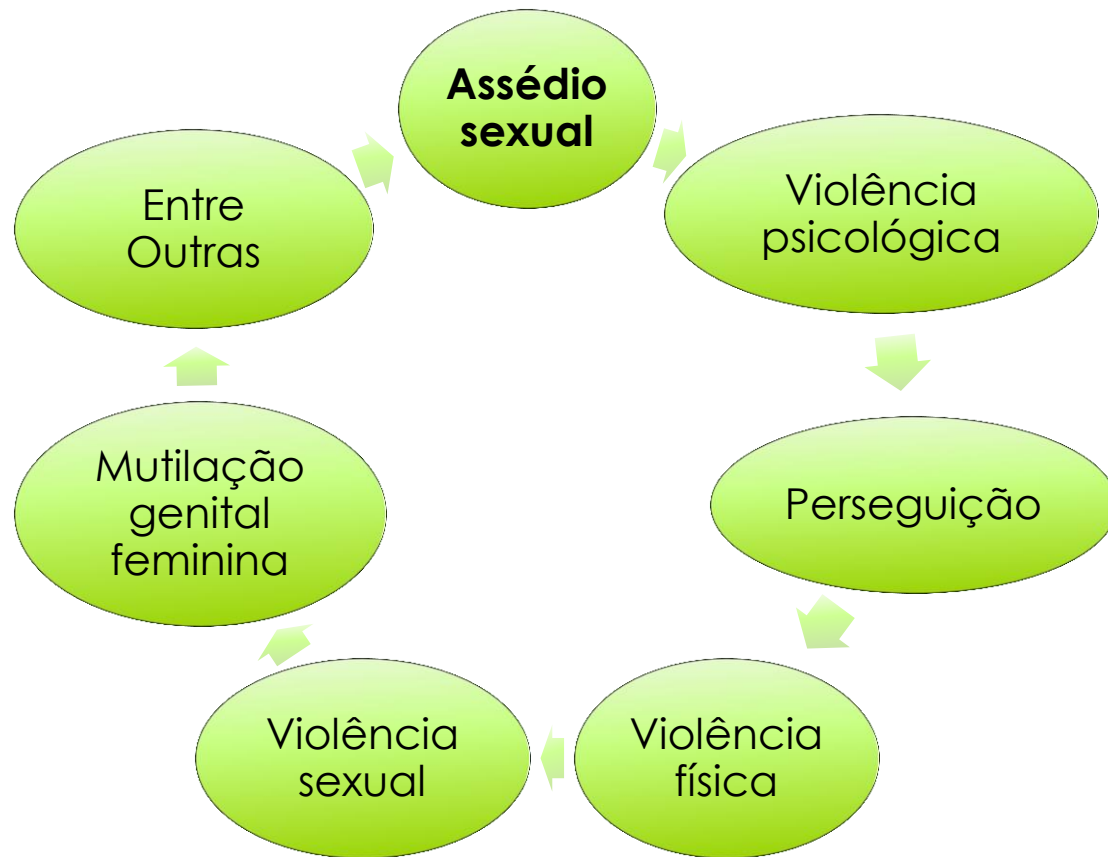 Assédio
sexual
Violência
psicológica
Perseguição
Violência
física
Violência
sexual
Mutilação
genital
feminina
Entre
Outras